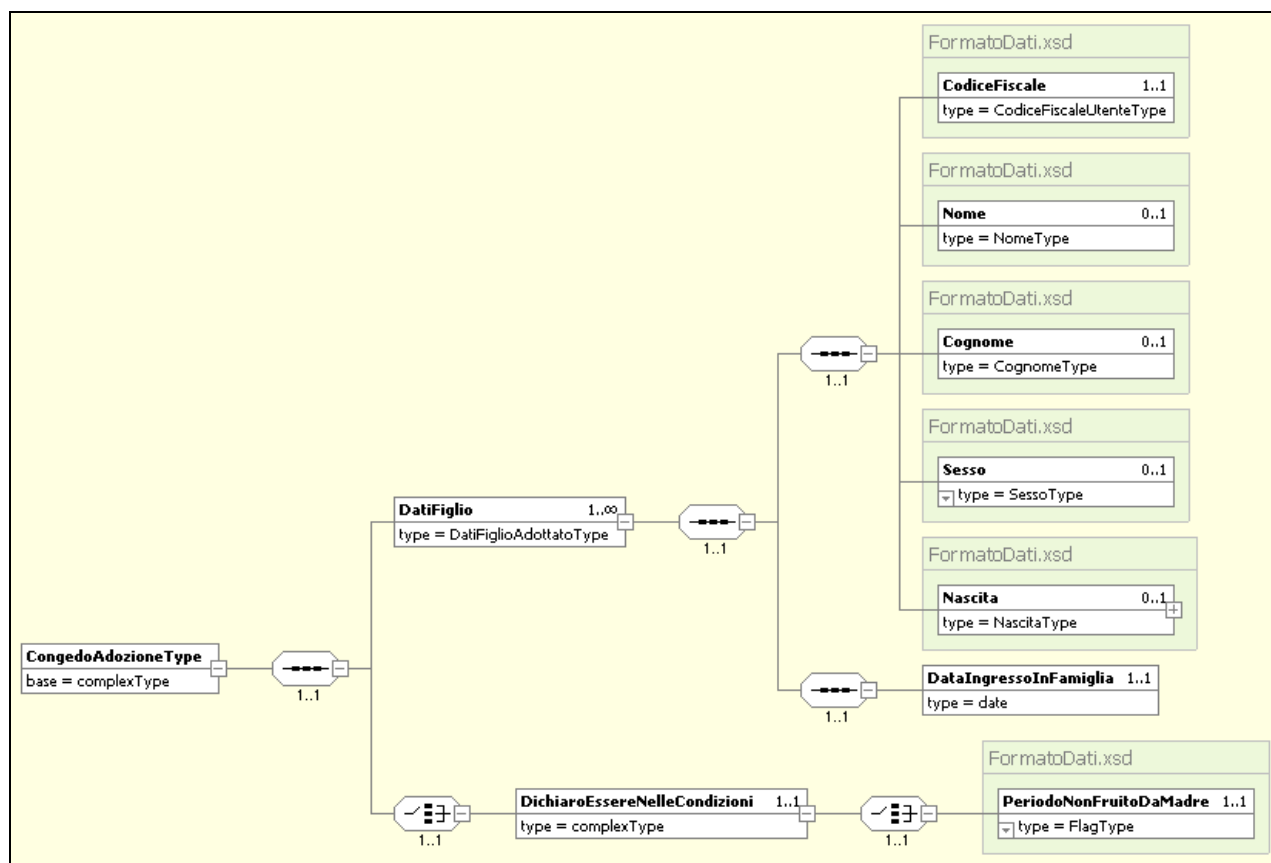 FormatoDati.xsd
CodiceFiscale 1..1
type = CodiceFiscaleUtenteType
FormatoDati.xsd
Nome 0..1
type = NomeType
FormatoDati.xsd
Cognome 0..1
type = CognomeType
1..1
FormatoDati.xsd
Sesso 0..1
type = SessoType
DatiFiglio 1..∞
type = DatiFiglioAdottatoType
1..1
FormatoDati.xsd
Nascita 0..1
type = NascitaType
CongedoAdozioneType
base = complexType
1..1
DataIngressoInFamiglia 1..1
type = date
1..1
FormatoDati.xsd
DichiaroEssereNelleCondizioni 1..1
type = complexType
PeriodoNonFruitoDaMadre 1..1
type = FlagType
1..1
1..1